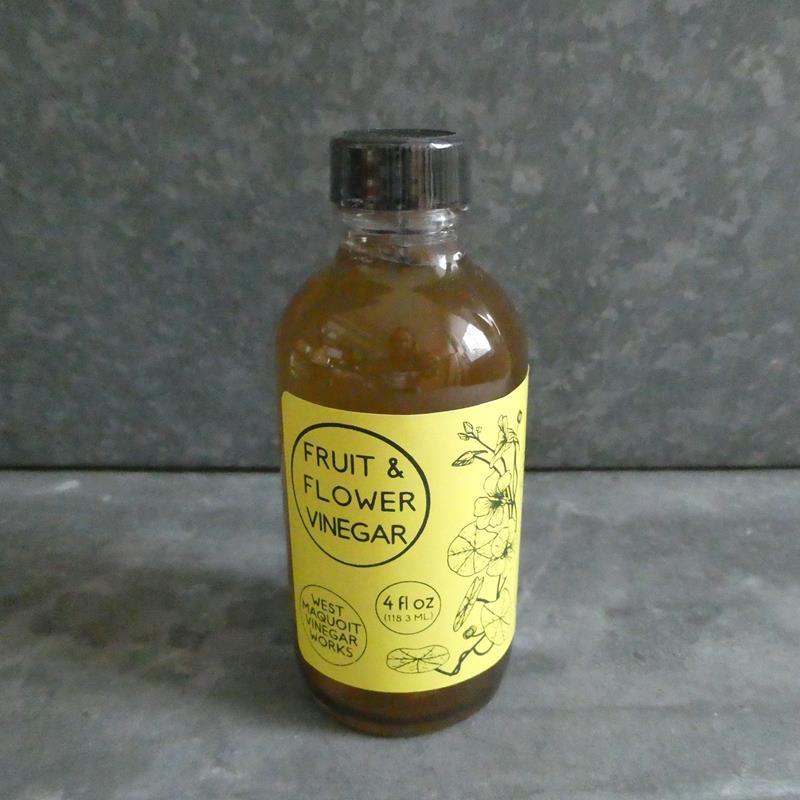 FRUIT &
FLOWER
VINEGAR
WEST
MAQUOIT
VINEGAR
WORKS
4 fl oz
(118.3 ML)